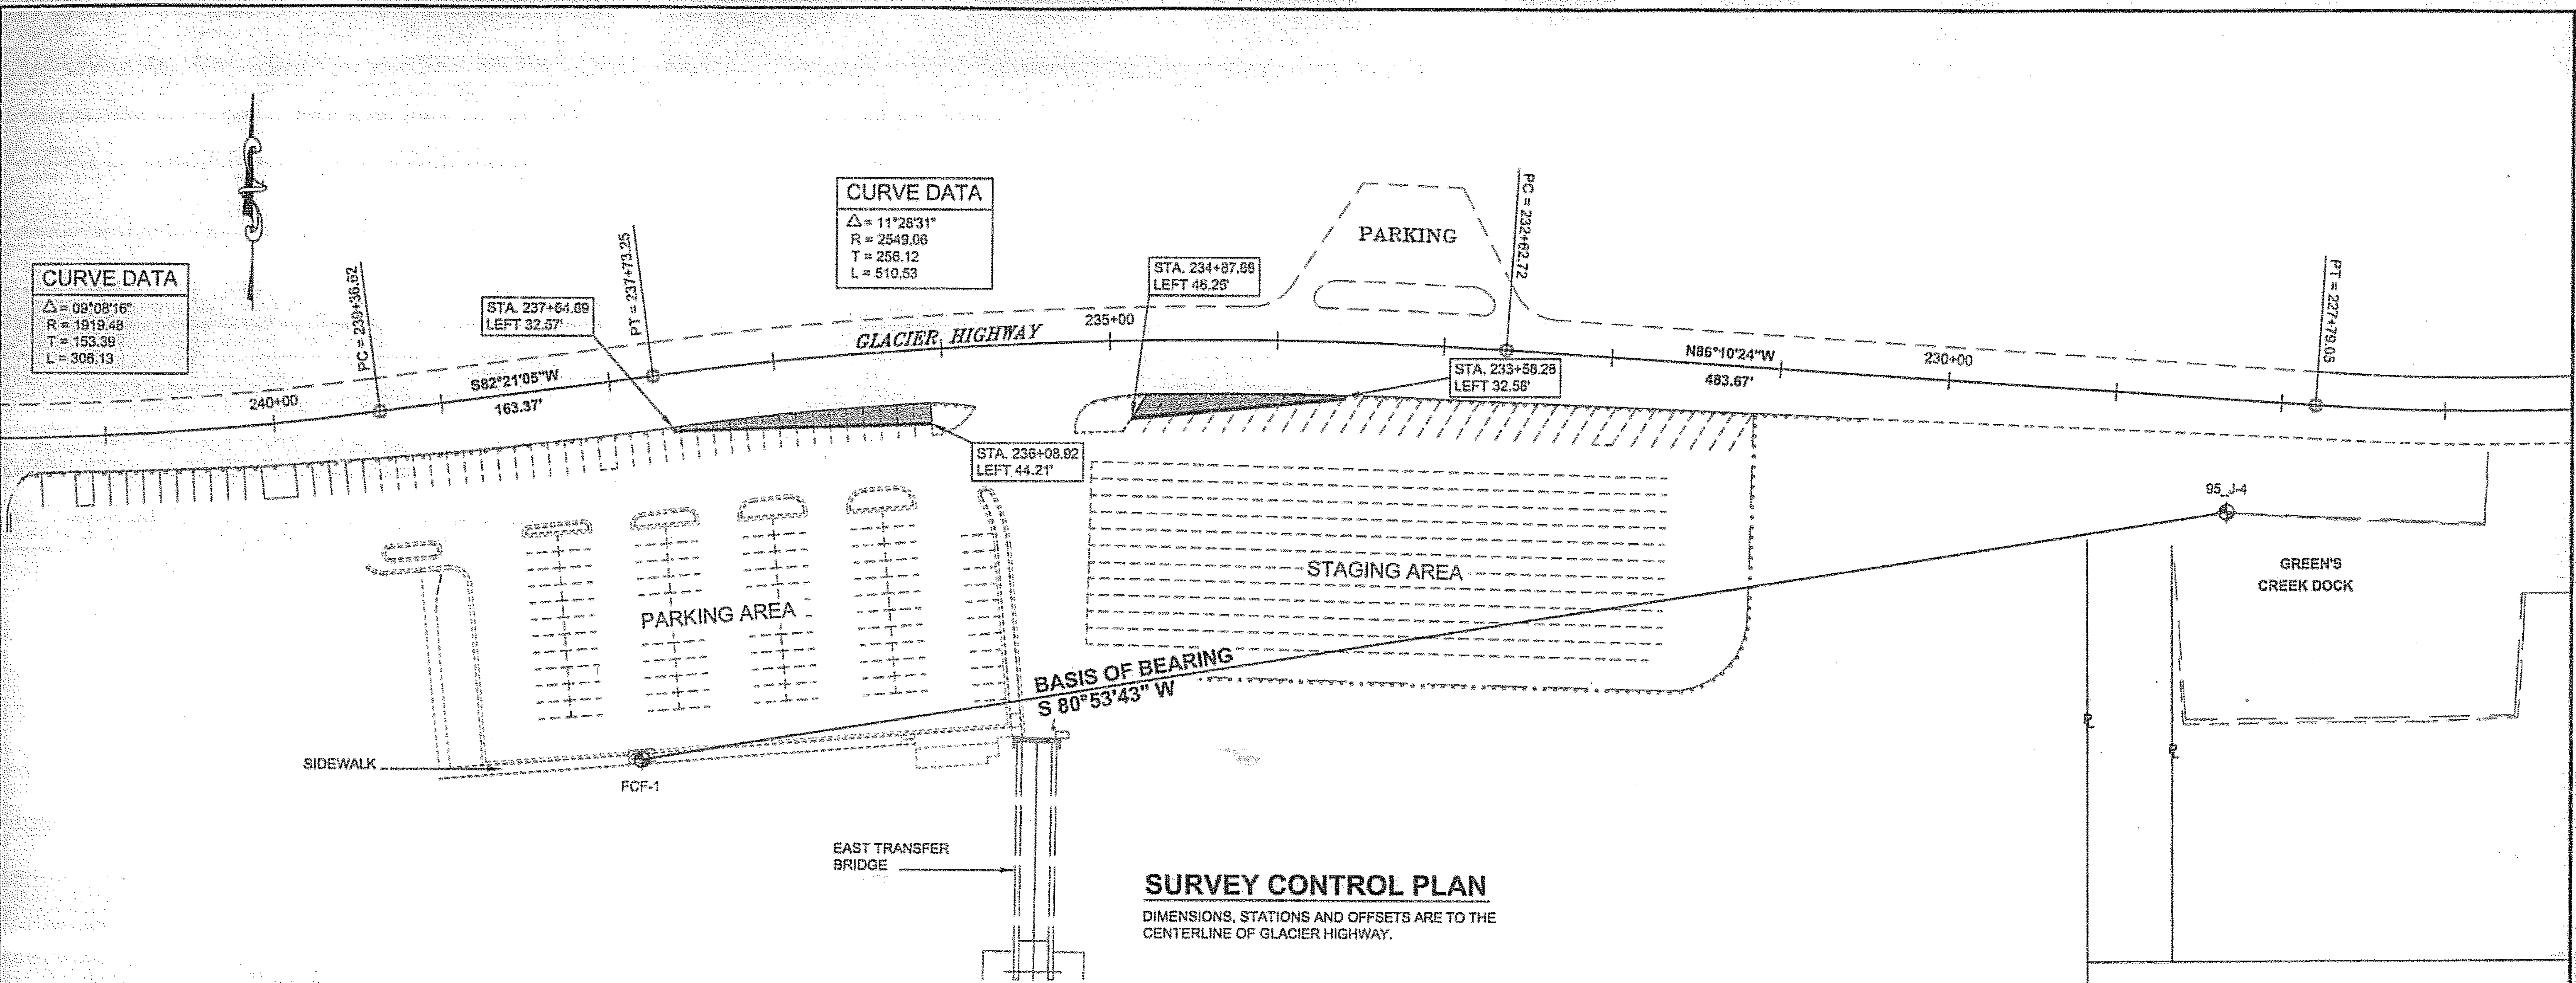 CURVE DATA
Δ = 09°08'16"
R = 1919.48
T = 153.39
L = 306.13
PC = 239+36.62
STA. 237+64.69
LEFT 32.57'
PT = 237+73.25
CURVE DATA
Δ = 11°28'31"
R = 2549.06
T = 256.12
L = 510.53
STA. 234+87.66
LEFT 46.25'
PARKING
PC = 232+62.72
PT = 227+79.05
240+00
S82°21'05"W
163.37'
GLACIER HIGHWAY
235+00
N86°10'24"W
483.67'
230+00
STA. 233+58.28
LEFT 32.58'
STA. 236+08.92
LEFT 44.21'
95_J-4
GREEN'S
CREEK DOCK
STAGING AREA
PARKING AREA
BASIS OF BEARING
S 80°53'43" W
SIDEWALK
FCF-1
PL
PL
EAST TRANSFER
BRIDGE
SURVEY CONTROL PLAN
DIMENSIONS, STATIONS AND OFFSETS ARE TO THE
CENTERLINE OF GLACIER HIGHWAY.